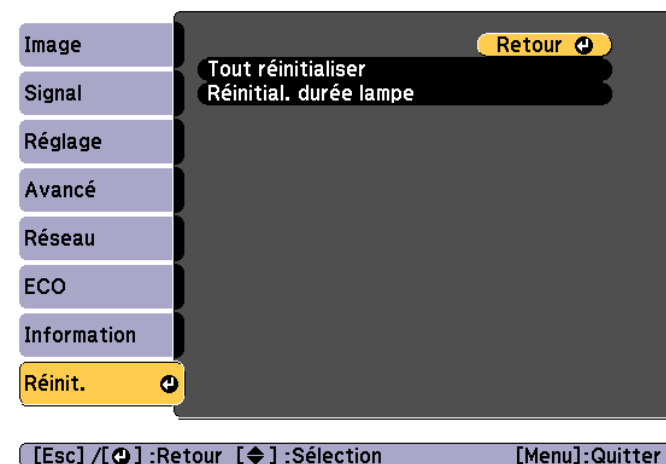 Image
Signal
Réglage
Avancé
Réseau
ECO
Information
Réinit.
Retour
Tout réinitialiser
Réinitial. durée lampe
[Esc] /[ ] :Retour [ ] :Sélection [Menu]:Quitter